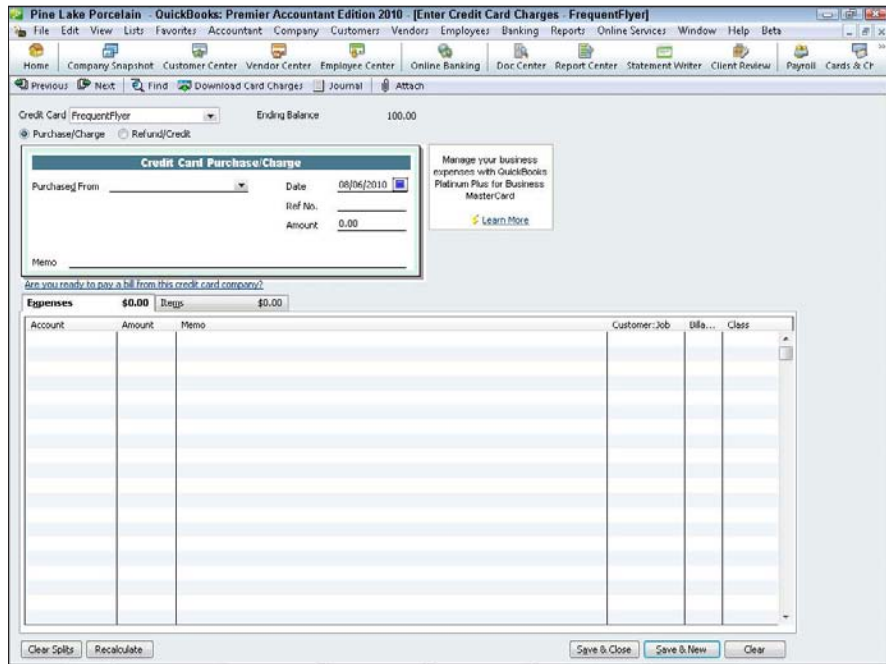 Pine Lake Porcelain - QuickBooks: Premier Accountant Edition 2010 - [Enter Credit Card Charges - FrequentFlyer]
File Edit View Lists Favorites Accountant Company Customers Vendors Employees Banking Reports Online Services Window Help Beta
Home Company Snapshot Customer Center Vendor Center Employee Center Online Banking Doc Center Report Center Statement Writer Client Review Payroll Cards & Cr
Previous Next Find Download Card Charges Journal Attach
Credit Card FrequentFlyer Ending Balance 100.00
Purchase/Charge Refund/Credit
Credit Card Purchase/Charge
Purchased From Date 08/06/2010
Ref No.
Amount 0.00
Memo
Manage your business
expenses with QuickBooks
Platinum Plus for Business
MasterCard
Learn More
Are you ready to pay a bill from this credit card company?
Expenses $0.00 Items $0.00
Account Amount Memo Customer:Job Billa... Class
Clear Splits Recalculate Save & Close Save & New Clear